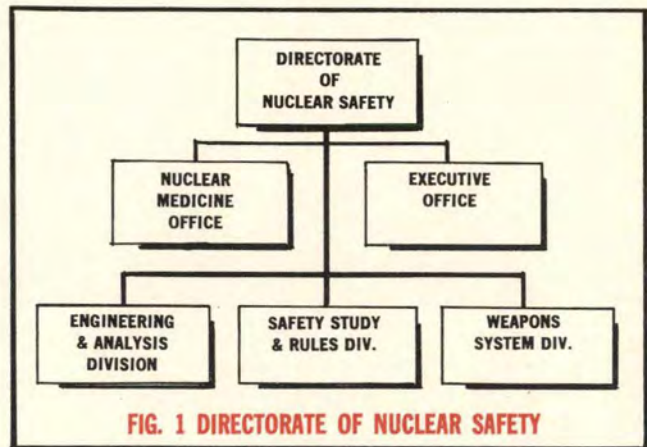 DIRECTORATE
OF
NUCLEAR SAFETY
NUCLEAR
MEDICINE
OFFICE
EXECUTIVE
OFFICE
ENGINEERING
& ANALYSIS
DIVISION
SAFETY STUDY
& RULES DIV.
WEAPONS
SYSTEM DIV.
FIG. 1 DIRECTORATE OF NUCLEAR SAFETY